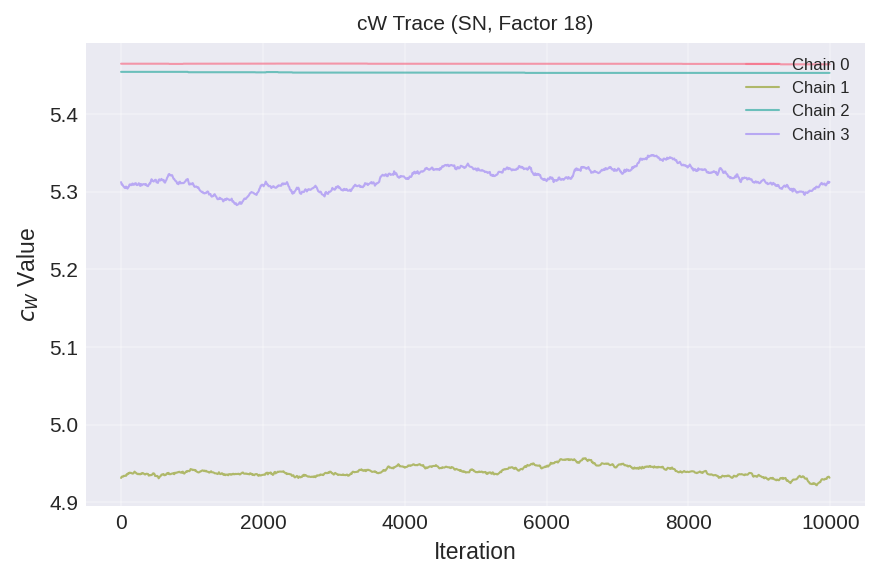 cW Trace (SN, Factor 18)
Chain 0
Chain 1
Chain 2
Chain 3
5.4
5.3
5.2
5.1
5.0
4.9
c_W Value
0 2000 4000 6000 8000 10000
Iteration